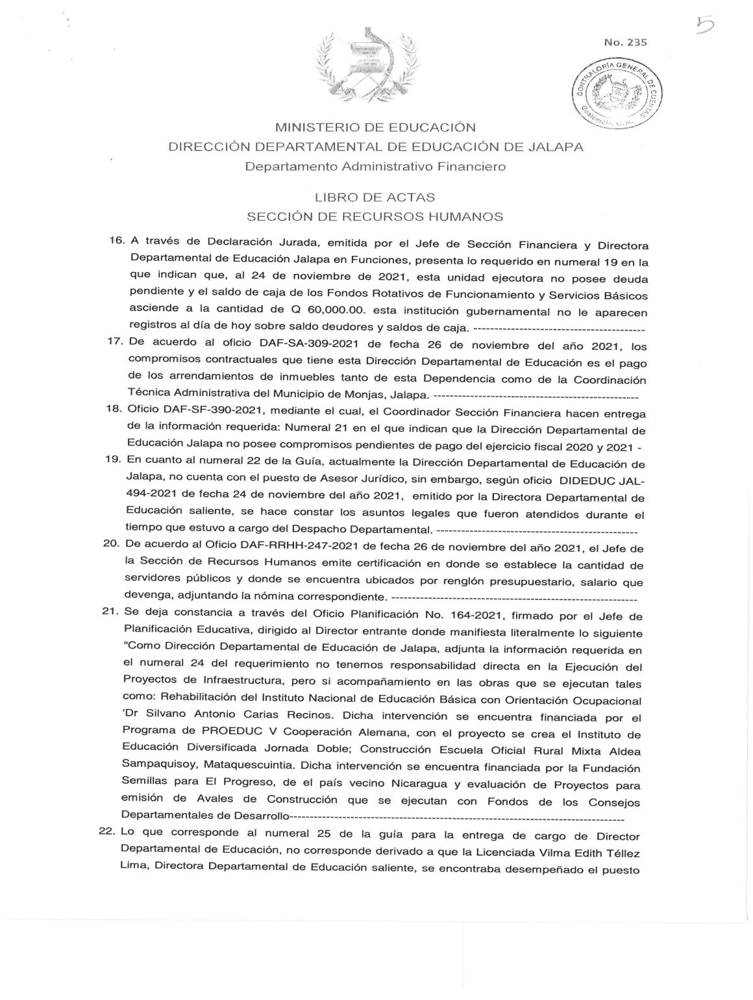 5
No. 235
CONTRALORÍA GENERAL DE CUENTAS
Guatemala, C.A.
MINISTERIO DE EDUCACIÓN
DIRECCIÓN DEPARTAMENTAL DE EDUCACIÓN DE JALAPA
Departamento Administrativo Financiero
LIBRO DE ACTAS
SECCIÓN DE RECURSOS HUMANOS
16. A través de Declaración Jurada, emitida por el Jefe de Sección Financiera y Directora
Departamental de Educación Jalapa en Funciones, presenta lo requerido en numeral 19 en la
que indican que, al 24 de noviembre de 2021, esta unidad ejecutora no posee deuda
pendiente y el saldo de caja de los Fondos Rotativos de Funcionamiento y Servicios Básicos
asciende a la cantidad de Q 60,000.00. esta institución gubernamental no le aparecen
registros al día de hoy sobre saldo deudores y saldos de caja. ------------------------------------------
17. De acuerdo al oficio DAF-SA-309-2021 de fecha 26 de noviembre del año 2021, los
compromisos contractuales que tiene esta Dirección Departamental de Educación es el pago
de los arrendamientos de inmuebles tanto de esta Dependencia como de la Coordinación
Técnica Administrativa del Municipio de Monjas, Jalapa. --------------------------------------------------
18. Oficio DAF-SF-390-2021, mediante el cual, el Coordinador Sección Financiera hacen entrega
de la información requerida: Numeral 21 en el que indican que la Dirección Departamental de
Educación Jalapa no posee compromisos pendientes de pago del ejercicio fiscal 2020 y 2021 -
19. En cuanto al numeral 22 de la Guía, actualmente la Dirección Departamental de Educación de
Jalapa, no cuenta con el puesto de Asesor Jurídico, sin embargo, según oficio DIDEDUC JAL-
494-2021 de fecha 24 de noviembre del año 2021, emitido por la Directora Departamental de
Educación saliente, se hace constar los asuntos legales que fueron atendidos durante el
tiempo que estuvo a cargo del Despacho Departamental. -------------------------------------------------
20. De acuerdo al Oficio DAF-RRHH-247-2021 de fecha 26 de noviembre del año 2021, el Jefe de
la Sección de Recursos Humanos emite certificación en donde se establece la cantidad de
servidores públicos y donde se encuentra ubicados por renglón presupuestario, salario que
devenga, adjuntando la nómina correspondiente. ------------------------------------------------------------
21. Se deja constancia a través del Oficio Planificación No. 164-2021, firmado por el Jefe de
Planificación Educativa, dirigido al Director entrante donde manifiesta literalmente lo siguiente
“Como Dirección Departamental de Educación de Jalapa, adjunta la información requerida en
el numeral 24 del requerimiento no tenemos responsabilidad directa en la Ejecución del
Proyectos de Infraestructura, pero si acompañamiento en las obras que se ejecutan tales
como: Rehabilitación del Instituto Nacional de Educación Básica con Orientación Ocupacional
'Dr Silvano Antonio Carias Recinos. Dicha intervención se encuentra financiada por el
Programa de PROEDUC V Cooperación Alemana, con el proyecto se crea el Instituto de
Educación Diversificada Jornada Doble; Construcción Escuela Oficial Rural Mixta Aldea
Sampaquisoy, Mataquescuintia. Dicha intervención se encuentra financiada por la Fundación
Semillas para El Progreso, de el país vecino Nicaragua y evaluación de Proyectos para
emisión de Avales de Construcción que se ejecutan con Fondos de los Consejos
Departamentales de Desarrollo----------------------------------------------------------------------------------
22. Lo que corresponde al numeral 25 de la guía para la entrega de cargo de Director
Departamental de Educación, no corresponde derivado a que la Licenciada Vilma Edith Téllez
Lima, Directora Departamental de Educación saliente, se encontraba desempeñado el puesto